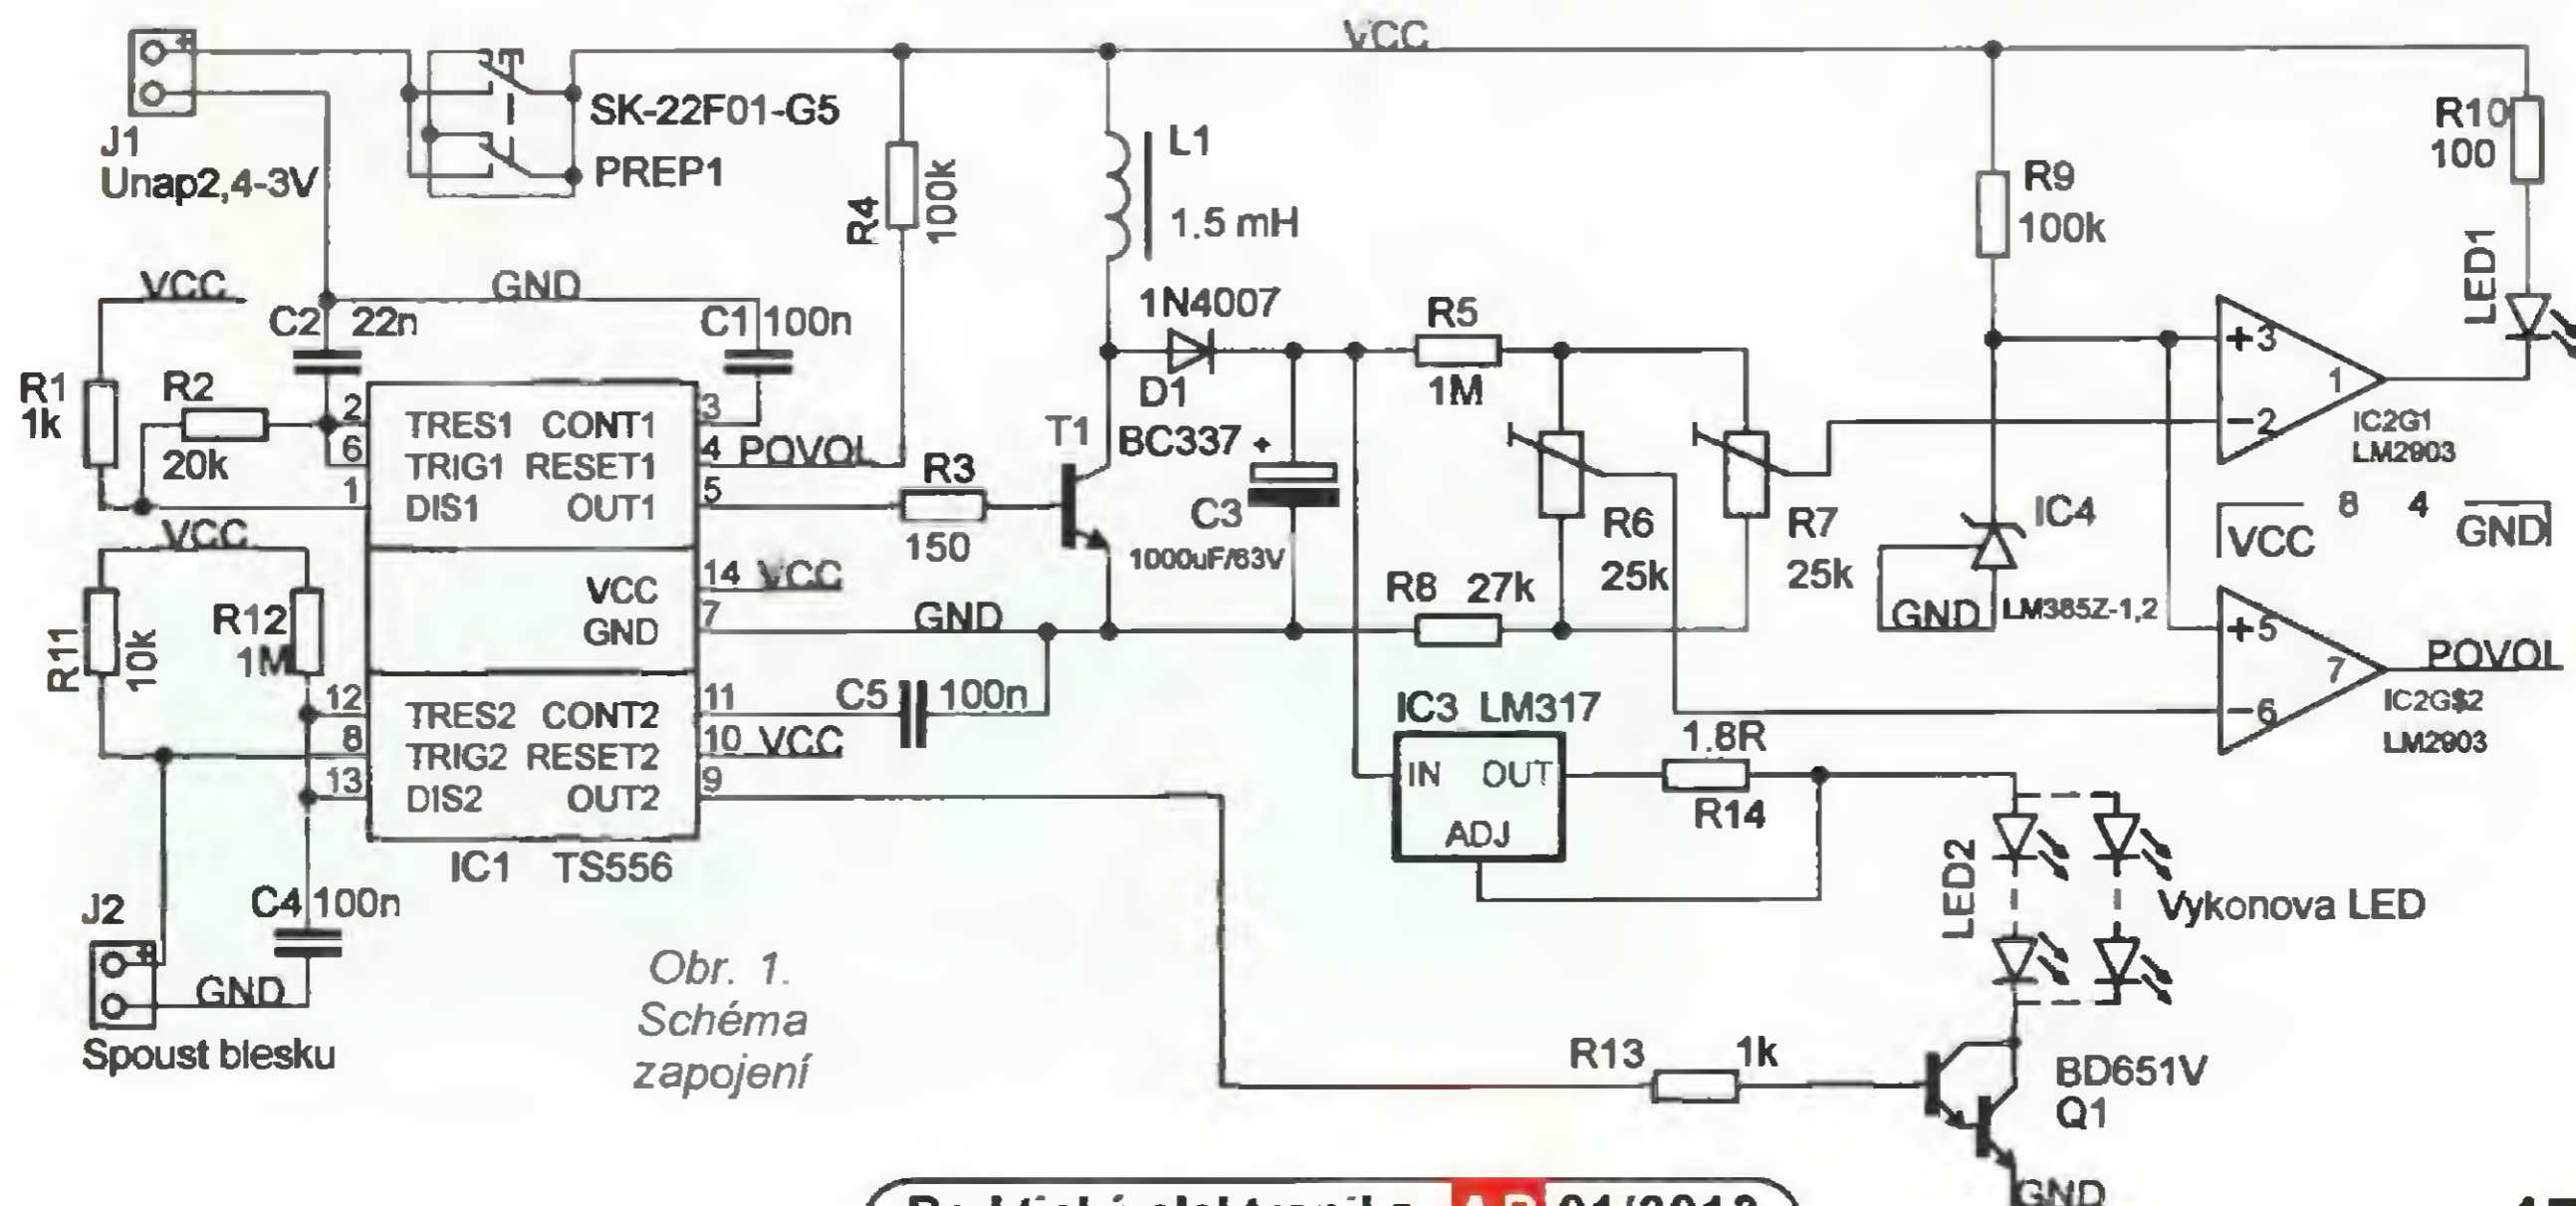 VCC
J1
Unap2,4-3V
SK-22F01-G5
PREP1
R4
100k
L1
1.5 mH
R9
100k
R10
100
LED1
VCC
GND
C2 22n
C1 100n
R1
1k
R2
20k
2
6
1
TRES1 CONT1
TRIG1 RESET1
DIS1 OUT1
3
4
5
POVOL
R3
150
T1
BC337
1N4007
D1
+
C3
1000uF/63V
R5
1M
R6
25k
R7
25k
R8 27k
+3
-2
1
IC2G1
LM2903
VCC 8 4 GND
IC4
LM385Z-1,2
GND
+5
-6
7
POVOL
IC2G$2
LM2903
VCC
R11
10k
R12
1M
VCC
GND
14 VCC
7
GND
12
8
13
TRES2 CONT2
TRIG2 RESET2
DIS2 OUT2
11
10 VCC
9
C5 100n
IC1 TS556
IC3 LM317
IN OUT
ADJ
1.8R
R14
LED2
Vykonova LED
J2
+
C4 100n
GND
Spoust blesku
Obr. 1.
Schéma
zapojení
R13 1k
BD651V
Q1
GND